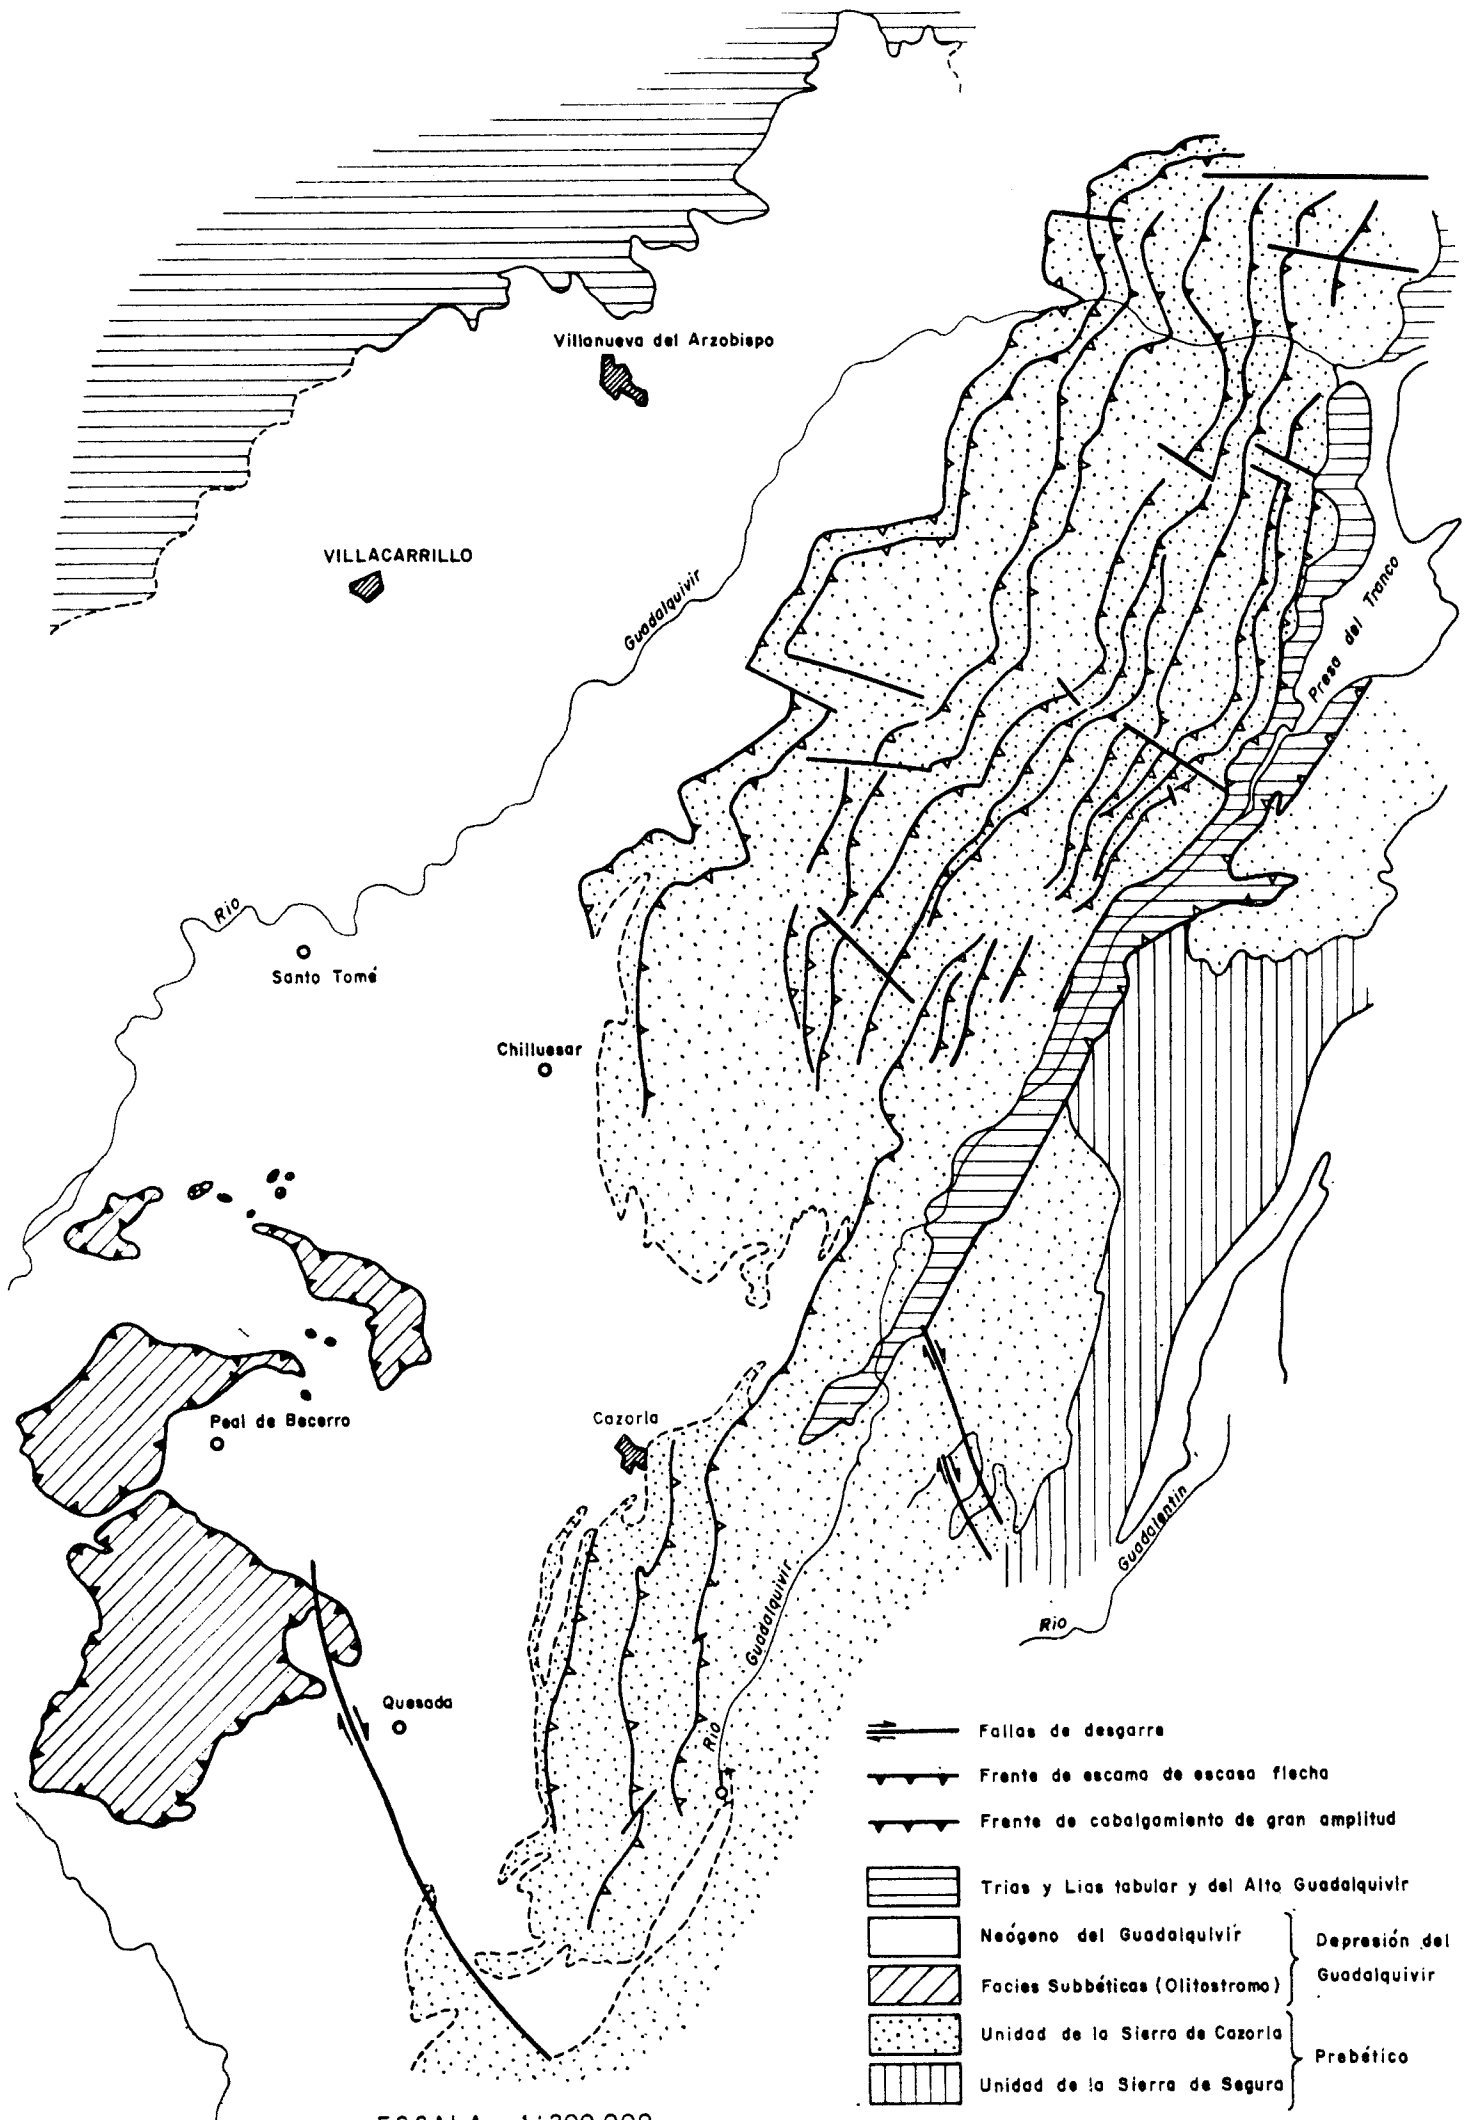 Villanueva del Arzobispo
VILLACARRILLO
Guadalquivir
Presa del Tranco
Rio
Santo Tomé
Chilluesar
Peal de Becerro
Cazorla
Guadalentin
Guadalquivir
Rio
Quesada
Rio
Fallas de desgarre
Frente de escama de escasa flecha
Frente de cabalgamiento de gran amplitud
Trias y Lias tabular y del Alto Guadalquivir
Neógeno del Guadalquivir
Facies Subbéticas (Olitostroma)
Depresión del
Guadalquivir
Unidad de la Sierra de Cazorla
Unidad de la Sierra de Segura
Prebético